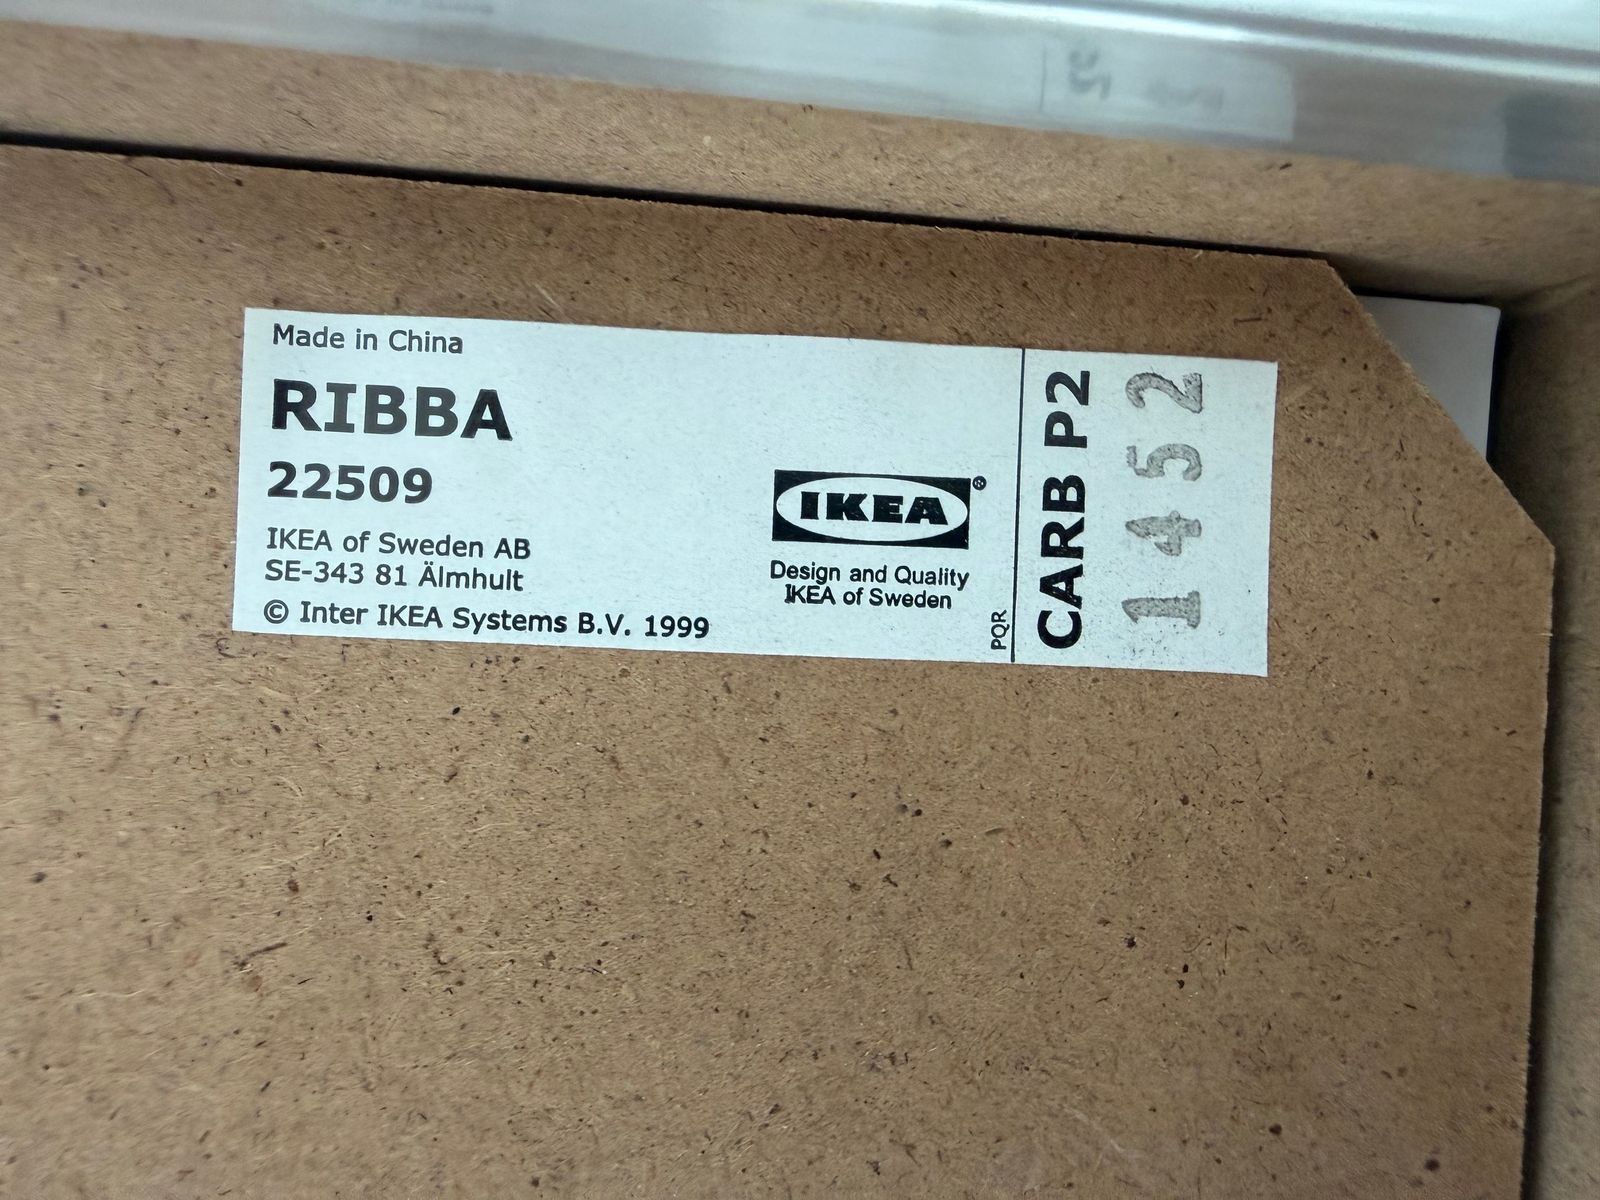 Made in China
RIBBA
22509
IKEA of Sweden AB
SE-343 81 Älmhult
© Inter IKEA Systems B.V. 1999
IKEA®
Design and Quality
IKEA of Sweden
PQR
CARB P2
1452